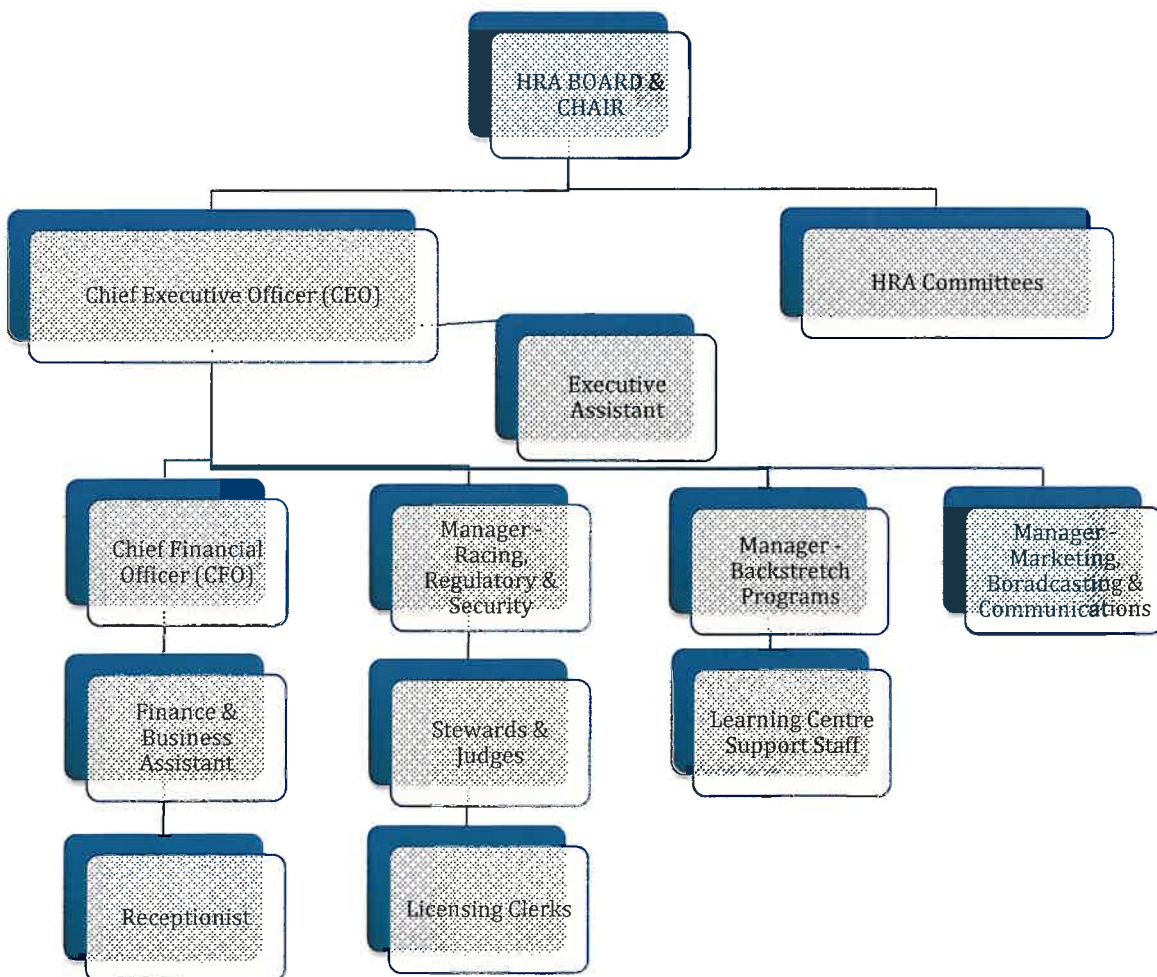 HRA BOARD &
CHAIR
Chief Executive Officer (CEO)
HRA Committees
Executive
Assistant
Chief Financial
Officer (CFO)
Manager -
Racing,
Regulatory &
Security
Manager -
Backstretch
Programs
Manager -
Marketing,
Boradcasting &
Communications
Finance &
Business
Assistant
Stewards &
Judges
Learning Centre
Support Staff
Receptionist
Licensing Clerks